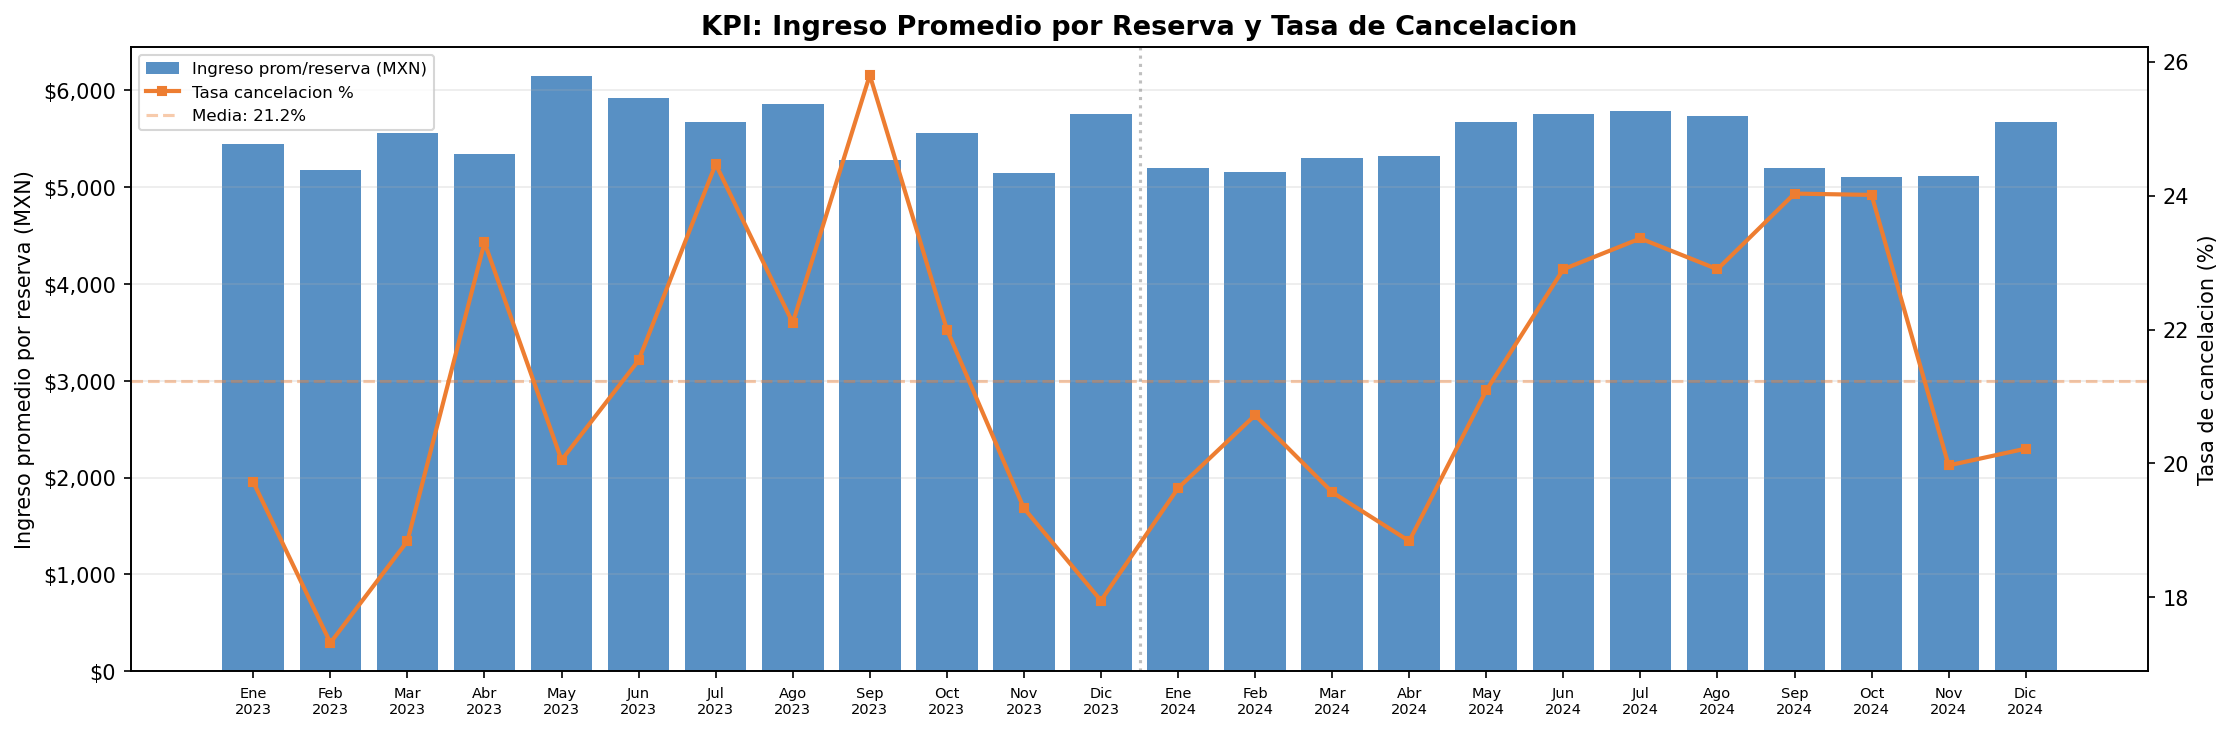 KPI: Ingreso Promedio por Reserva y Tasa de Cancelacion
Ingreso prom/reserva (MXN)
Tasa cancelacion %
Media: 21.2%
Ingreso promedio por reserva (MXN)
$6,000
$5,000
$4,000
$3,000
$2,000
$1,000
$0
Tasa de cancelacion (%)
26
24
22
20
18
Ene Feb Mar Abr May Jun Jul Ago Sep Oct Nov Dic Ene Feb Mar Abr May Jun Jul Ago Sep Oct Nov Dic
2023 2023 2023 2023 2023 2023 2023 2023 2023 2023 2023 2023 2024 2024 2024 2024 2024 2024 2024 2024 2024 2024 2024 2024